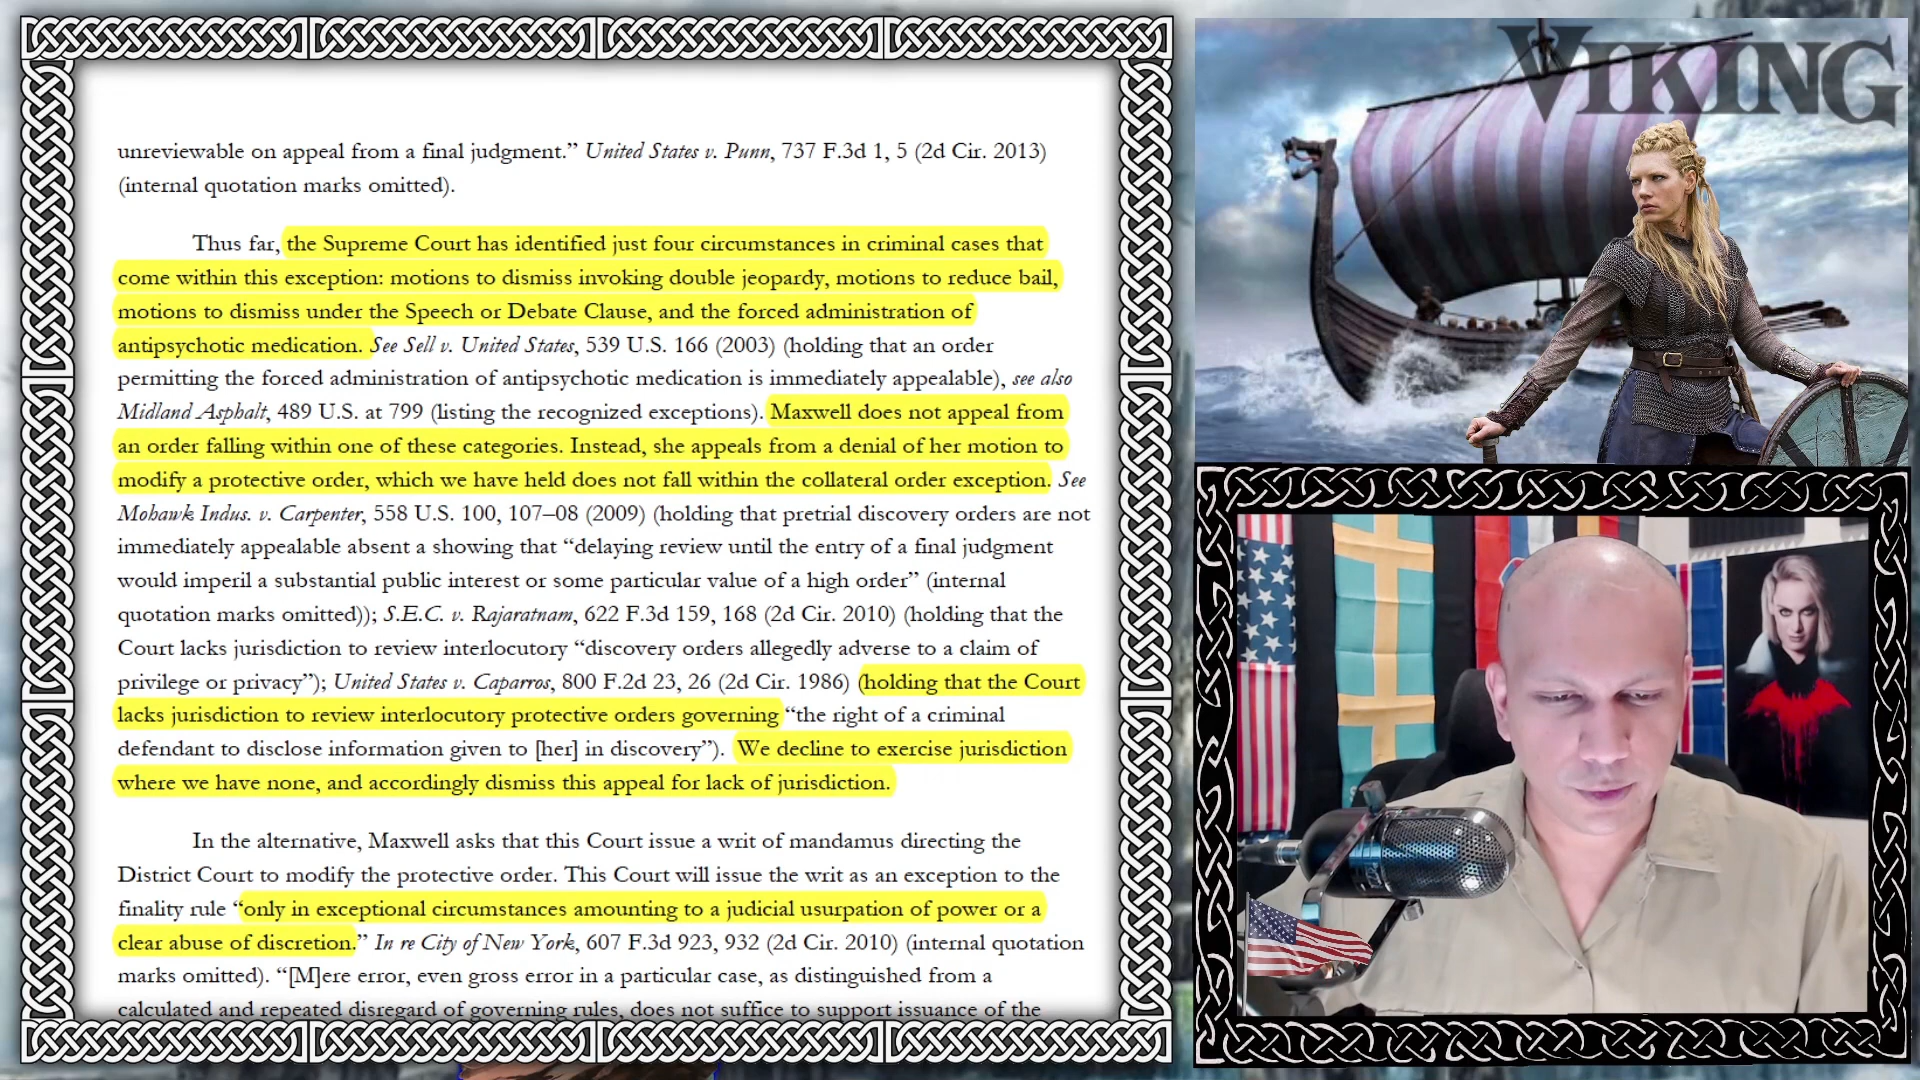 unreviewable on appeal from a final judgment.” United States v. Punn, 737 F.3d 1, 5 (2d Cir. 2013)
(internal quotation marks omitted).
Thus far, the Supreme Court has identified just four circumstances in criminal cases that
come within this exception: motions to dismiss invoking double jeopardy, motions to reduce bail,
motions to dismiss under the Speech or Debate Clause, and the forced administration of
antipsychotic medication. See Sell v. United States, 539 U.S. 166 (2003) (holding that an order
permitting the forced administration of antipsychotic medication is immediately appealable), see also
Midland Asphalt, 489 U.S. at 799 (listing the recognized exceptions). Maxwell does not appeal from
an order falling within one of these categories. Instead, she appeals from a denial of her motion to
modify a protective order, which we have held does not fall within the collateral order exception. See
Mohawk Indus. v. Carpenter, 558 U.S. 100, 107–08 (2009) (holding that pretrial discovery orders are not
immediately appealable absent a showing that “delaying review until the entry of a final judgment
would imperil a substantial public interest or some particular value of a high order” (internal
quotation marks omitted)); S.E.C. v. Rajaratnam, 622 F.3d 159, 168 (2d Cir. 2010) (holding that the
Court lacks jurisdiction to review interlocutory “discovery orders allegedly adverse to a claim of
privilege or privacy”); United States v. Caparros, 800 F.2d 23, 26 (2d Cir. 1986) (holding that the Court
lacks jurisdiction to review interlocutory protective orders governing “the right of a criminal
defendant to disclose information given to [her] in discovery”). We decline to exercise jurisdiction
where we have none, and accordingly dismiss this appeal for lack of jurisdiction.
In the alternative, Maxwell asks that this Court issue a writ of mandamus directing the
District Court to modify the protective order. This Court will issue the writ as an exception to the
finality rule “only in exceptional circumstances amounting to a judicial usurpation of power or a
clear abuse of discretion.” In re City of New York, 607 F.3d 923, 932 (2d Cir. 2010) (internal quotation
marks omitted). “[M]ere error, even gross error in a particular case, as distinguished from a
calculated and repeated disregard of governing rules, does not suffice to support issuance of the
VIKING